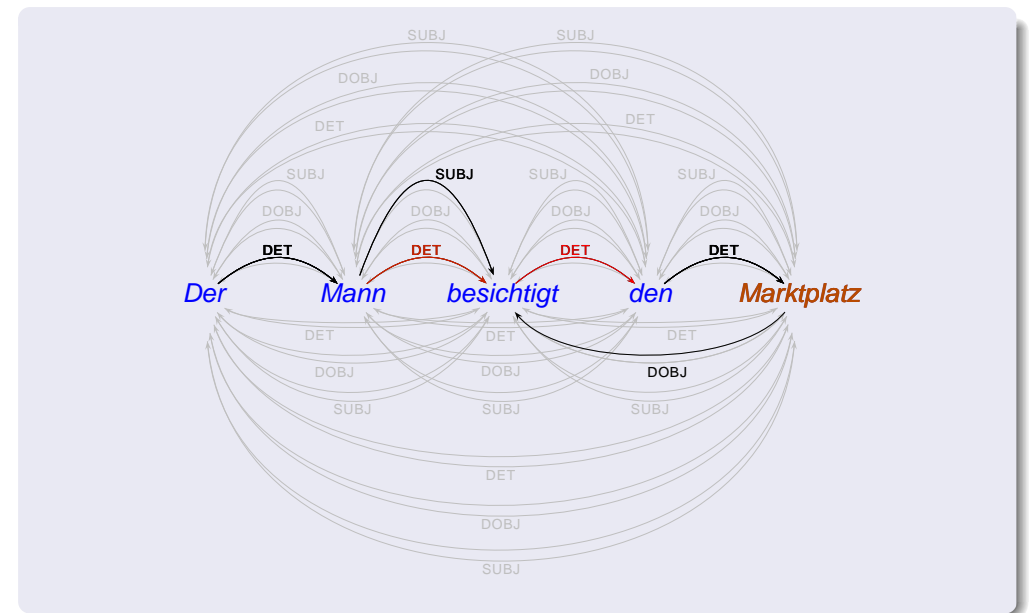 SUBJ SUBJ
DOBJ DOBJ
DET DET
SUBJ SUBJ SUBJ SUBJ
DOBJ DOBJ DOBJ DOBJ
DET DET DET DET
Der Mann besichtigt den Marktplatz
DET DET DET
DOBJ DOBJ DOBJ
SUBJ SUBJ SUBJ
DET
DOBJ
SUBJ